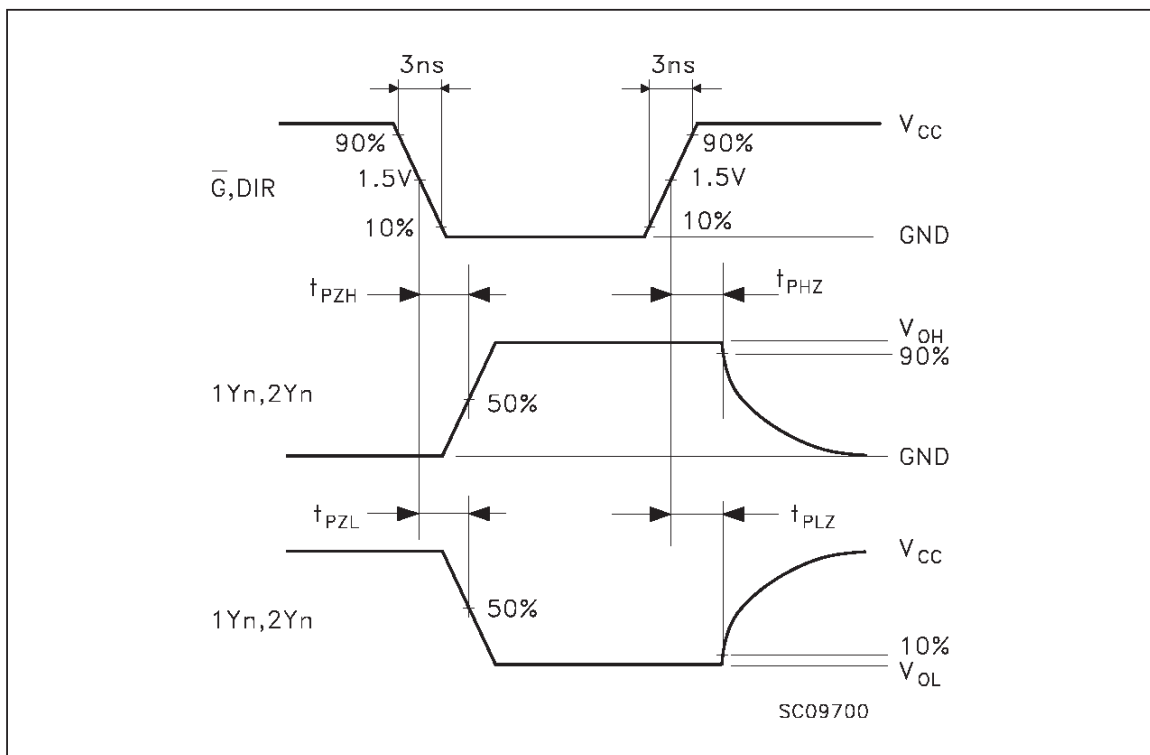 3ns 3ns
V_CC
90% 90%
G̅,DIR 1.5V 1.5V
10% 10%
GND
t_PZH t_PHZ
V_OH
90%
1Yn,2Yn 50%
GND
t_PZL t_PLZ
V_CC
1Yn,2Yn 50%
10%
V_OL
SC09700